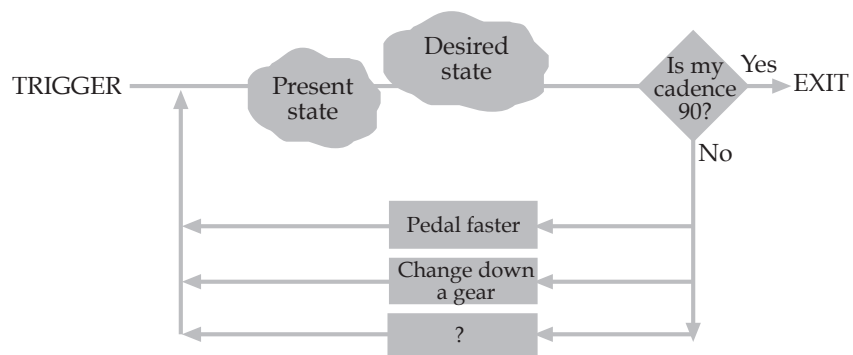 TRIGGER
Present
state
Desired
state
Is my
cadence
90?
Yes
EXIT
No
Pedal faster
Change down
a gear
?